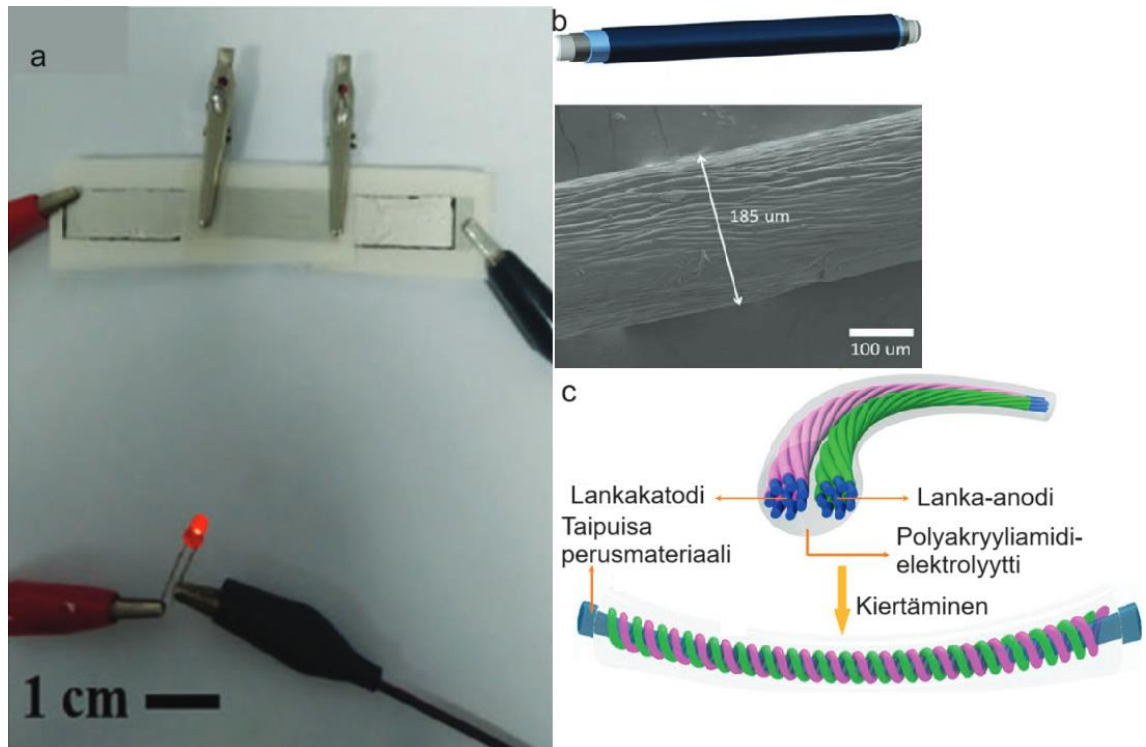 a
1 cm
b
185 um
100 um
c
Lankakatodi
Lanka-anodi
Taipuisa
perusmateriaali
Polyakryyliamidi-
elektrolyytti
Kiertäminen